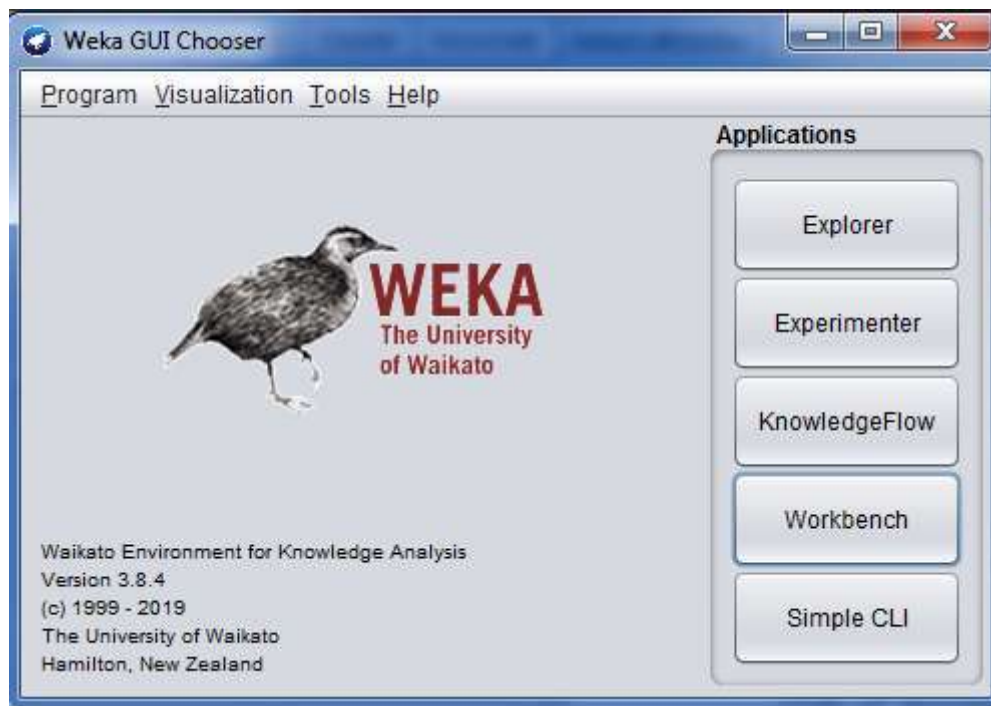 Weka GUI Chooser
Program Visualization Tools Help
Applications
Explorer
Experimenter
KnowledgeFlow
Workbench
Simple CLI
WEKA
The University
of Waikato
Waikato Environment for Knowledge Analysis
Version 3.8.4
(c) 1999 - 2019
The University of Waikato
Hamilton, New Zealand